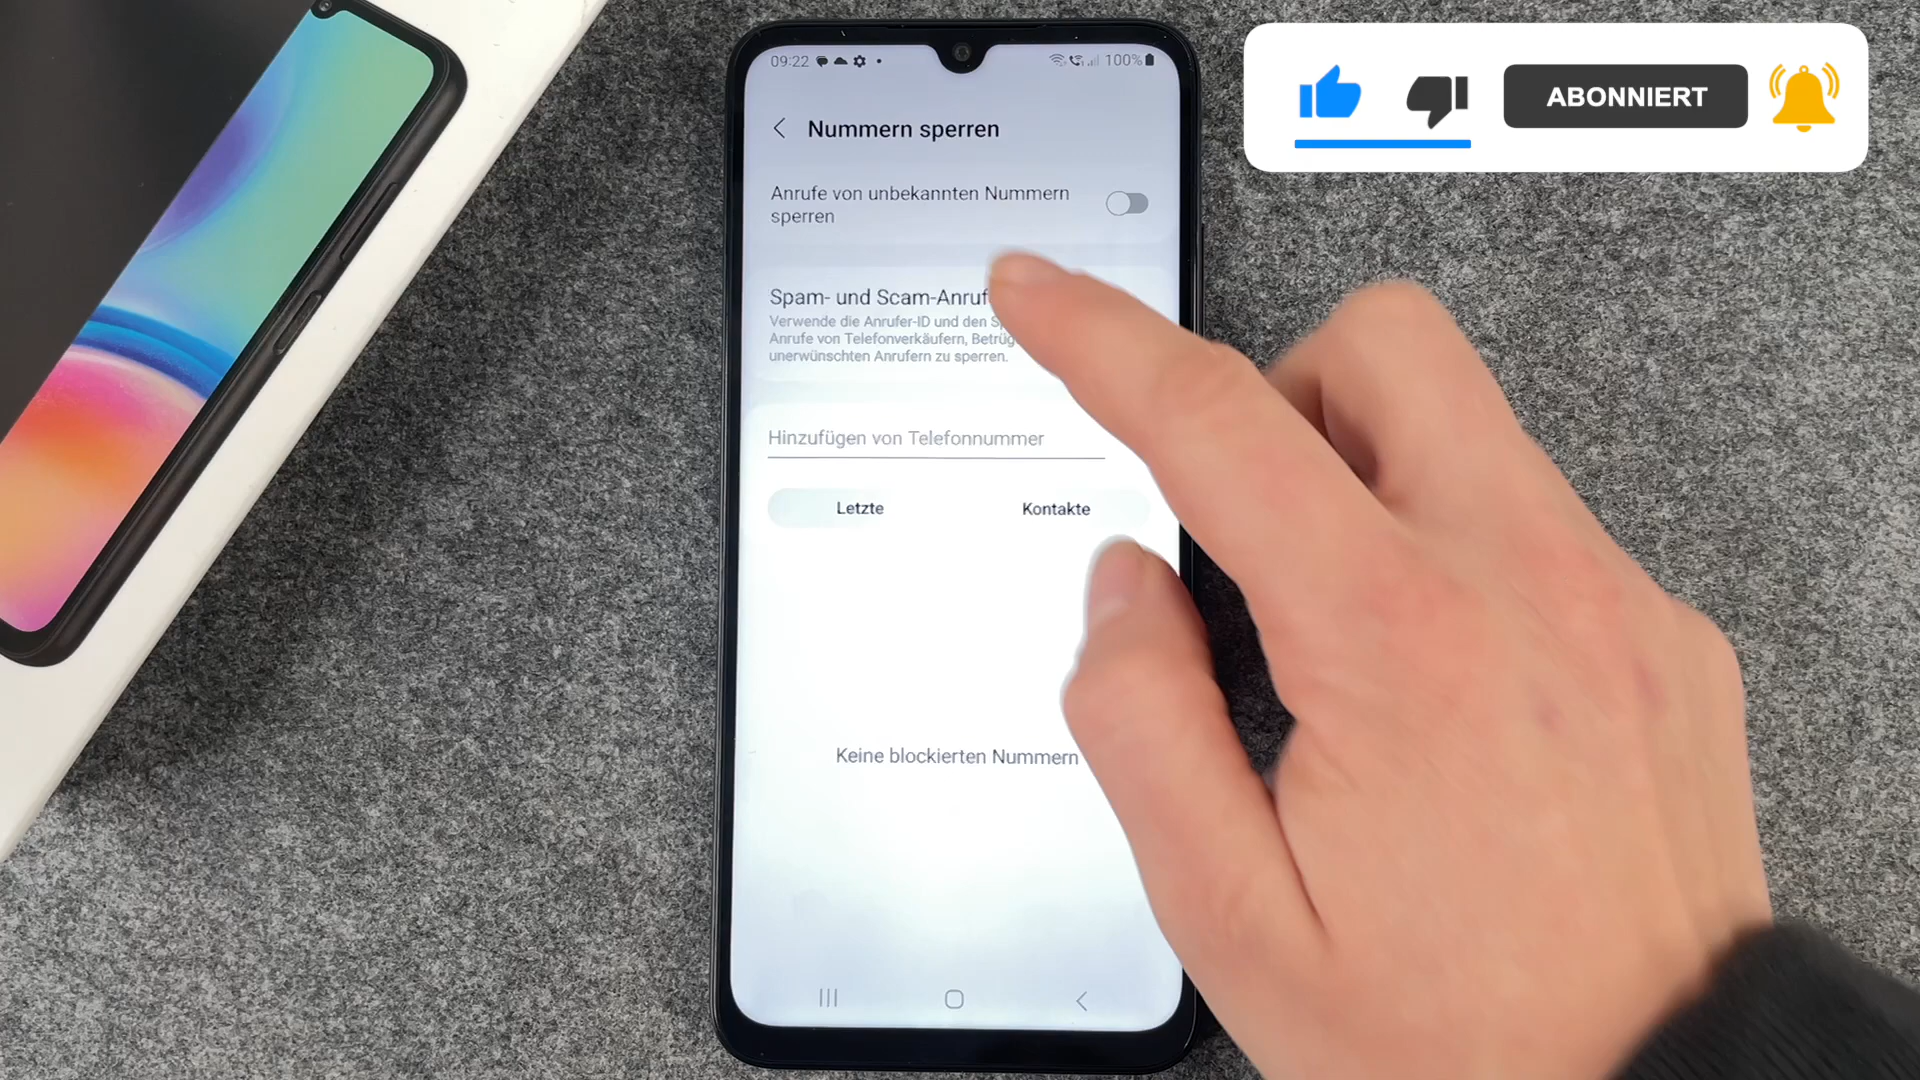 09:22
100%
ABONNIERT
Nummern sperren
Anrufe von unbekannten Nummern
sperren
Spam- und Scam-Anruf
Verwende die Anrufer-ID und den
Anrufe von Telefonverkäufern,
unerwünschten Anrufern zu sperren.
Hinzufügen von Telefonnummer
Letzte
Kontakte
Keine blockierten Nummern